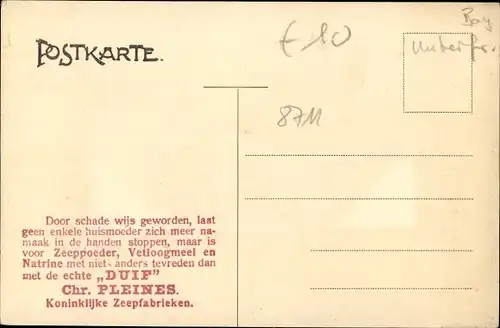 Bay
€10
Unterfr.
POSTKARTE.
8711
Door schade wijs geworden, laat
geen enkele huismoeder zich meer na-
maak in de handen stoppen, maar is
voor Zeeppoeder, Vetloogmeel en
Natrine met niet- anders tevreden dan
met de echte „DUIF"
Chr. PLEINES.
Koninklijke Zeepfabrieken.